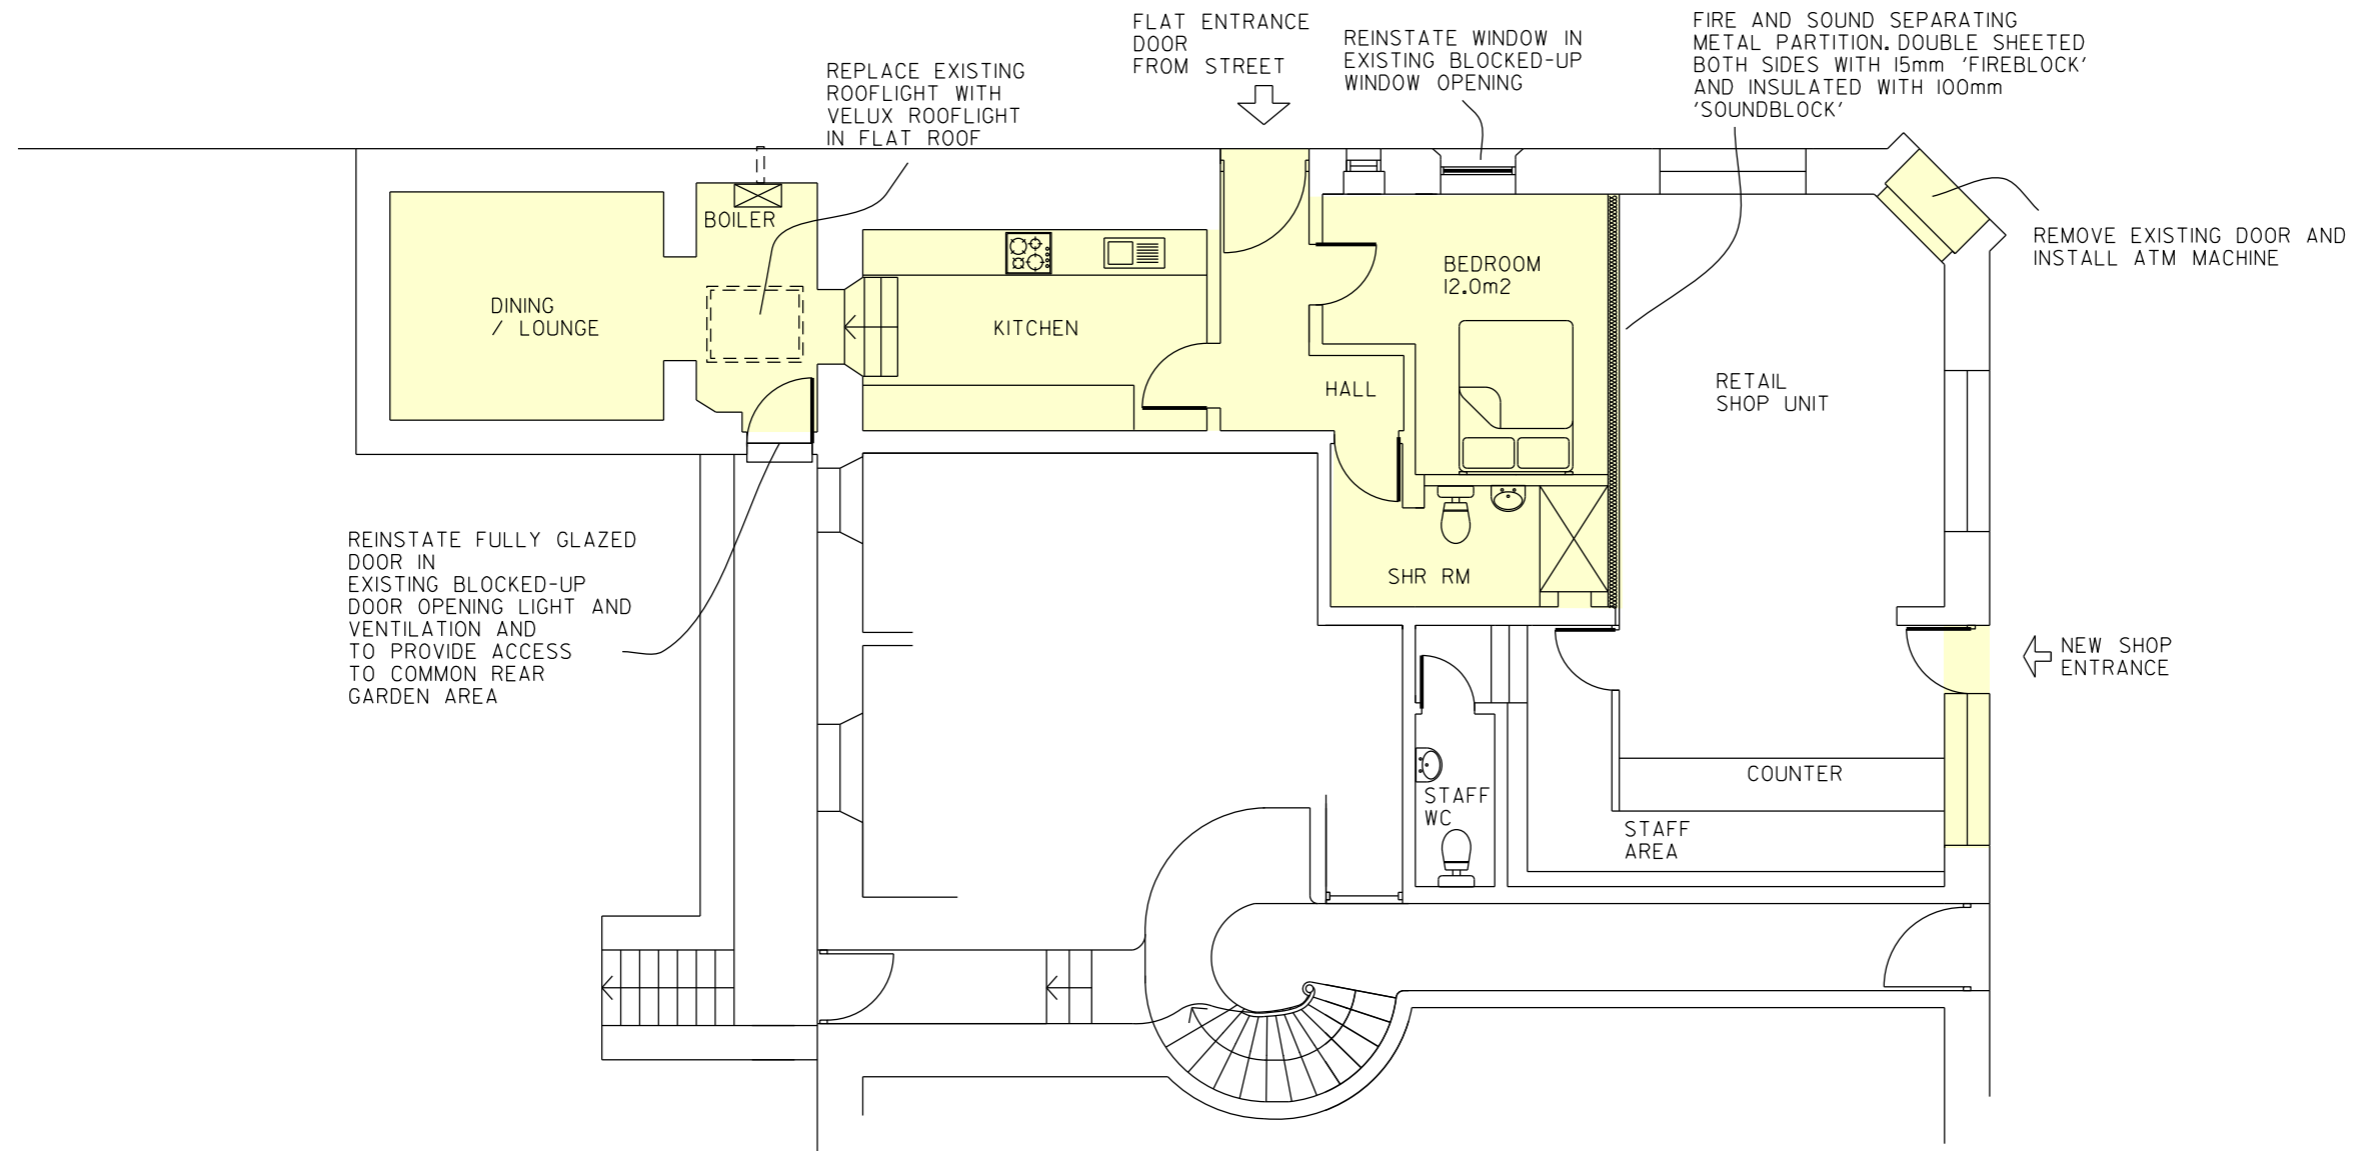 FLAT ENTRANCE
DOOR
FROM STREET
REINSTATE WINDOW IN
EXISTING BLOCKED-UP
WINDOW OPENING
FIRE AND SOUND SEPARATING
METAL PARTITION. DOUBLE SHEETED
BOTH SIDES WITH 15mm 'FIREBLOCK'
AND INSULATED WITH 100mm
'SOUNDBLOCK'
REPLACE EXISTING
ROOFLIGHT WITH
VELUX ROOFLIGHT
IN FLAT ROOF
BOILER
REMOVE EXISTING DOOR AND
INSTALL ATM MACHINE
BEDROOM
12.0m2
DINING
/ LOUNGE
KITCHEN
HALL
RETAIL
SHOP UNIT
REINSTATE FULLY GLAZED
DOOR IN
EXISTING BLOCKED-UP
DOOR OPENING LIGHT AND
VENTILATION AND
TO PROVIDE ACCESS
TO COMMON REAR
GARDEN AREA
SHR RM
NEW SHOP
ENTRANCE
COUNTER
STAFF
WC
STAFF
AREA